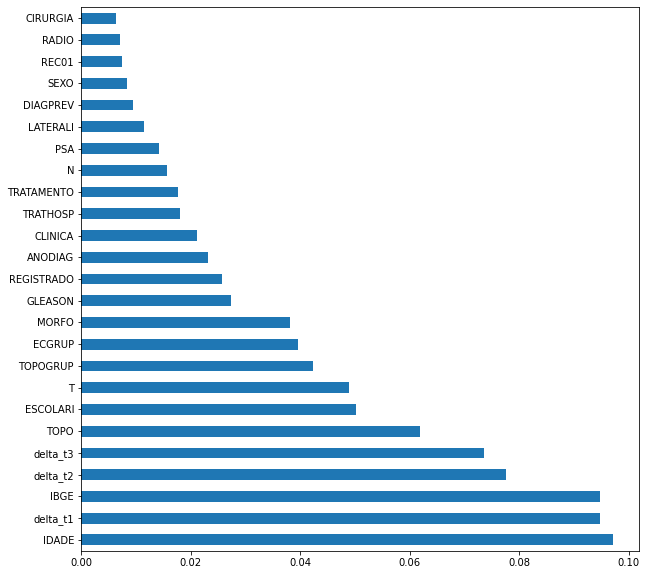 CIRURGIA
RADIO
REC01
SEXO
DIAGPREV
LATERALI
PSA
N
TRATAMENTO
TRATHOSP
CLINICA
ANODIAG
REGISTRADO
GLEASON
MORFO
ECGRUP
TOPOGRUP
T
ESCOLARI
TOPO
delta_t3
delta_t2
IBGE
delta_t1
IDADE
0.00 0.02 0.04 0.06 0.08 0.10